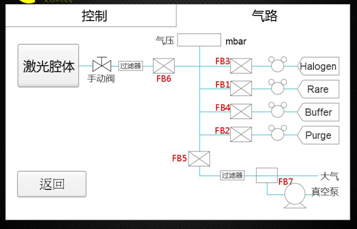 控制
气路
气压
mbar
激光腔体
手动阀
过滤器
FB6
FB3
Halogen
FB1
Rare
FB4
Buffer
FB2
Purge
FB5
过滤器
FB7
大气
真空泵
返回